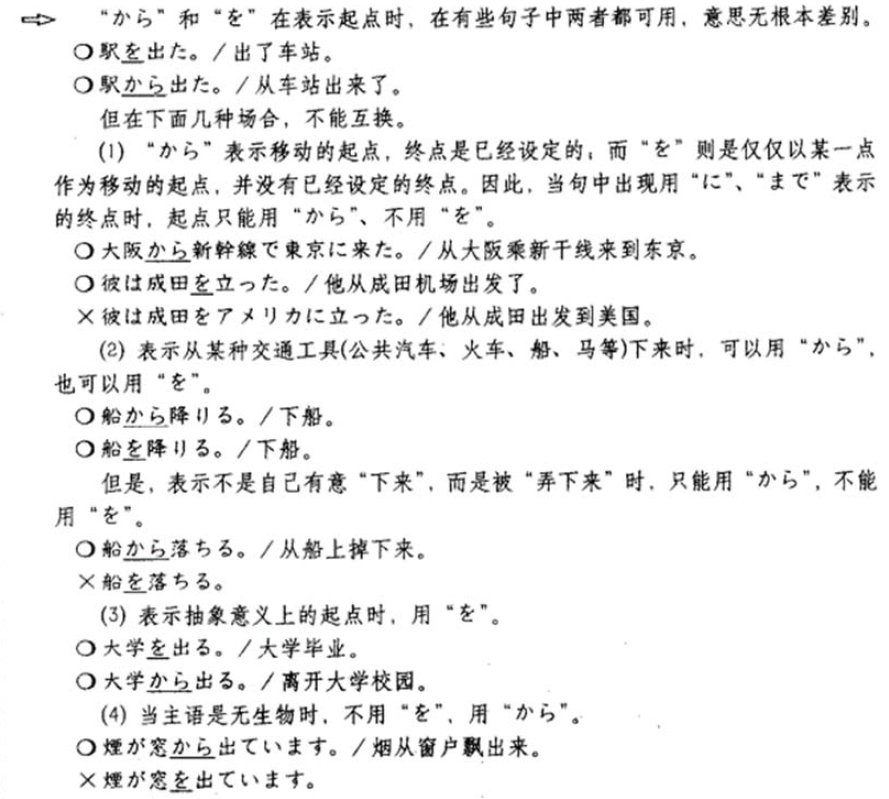 ⇨ “から”和“を”在表示起点时，在有些句子中两者都可用，意思无根本差别。
○駅を出た。/出了车站。
○駅から出た。/从车站出来了。
但在下面几种场合，不能互换。
(1) “から”表示移动的起点，终点是已经设定的；而“を”则是仅仅以某一点
作为移动的起点，并没有已经设定的终点。因此，当句中出现用“に”、“まで”表示
的终点时，起点只能用“から”、不用“を”。
○大阪から新幹線で東京に来た。/从大阪乘新干线来到东京。
○彼は成田を立った。/他从成田机场出发了。
×彼は成田をアメリカに立った。/他从成田出发到美国。
(2) 表示从某种交通工具(公共汽车、火车、船、马等)下来时，可以用“から”，
也可以用“を”。
○船から降りる。/下船。
○船を降りる。/下船。
但是，表示不是自己有意“下来”，而是被“弄下来”时，只能用“から”，不能
用“を”。
○船から落ちる。/从船上掉下来。
×船を落ちる。
(3) 表示抽象意义上的起点时，用“を”。
○大学を出る。/大学毕业。
○大学から出る。/离开大学校园。
(4) 当主语是无生物时，不用“を”，用“から”。
○煙が窓から出ています。/烟从窗户飘出来。
×煙が窓を出ています。